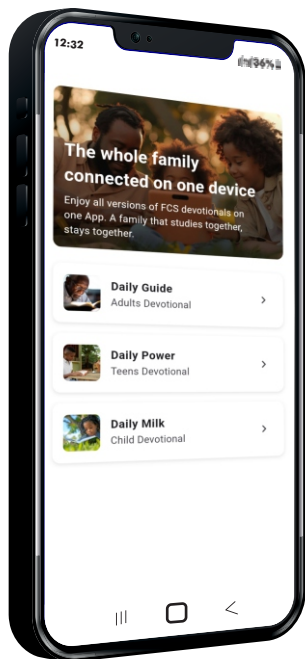 12:32
The whole family
connected on one device
Enjoy all versions of FCS devotionals on
one App. A family that studies together,
stays together.
Daily Guide
Adults Devotional
Daily Power
Teens Devotional
Daily Milk
Child Devotional